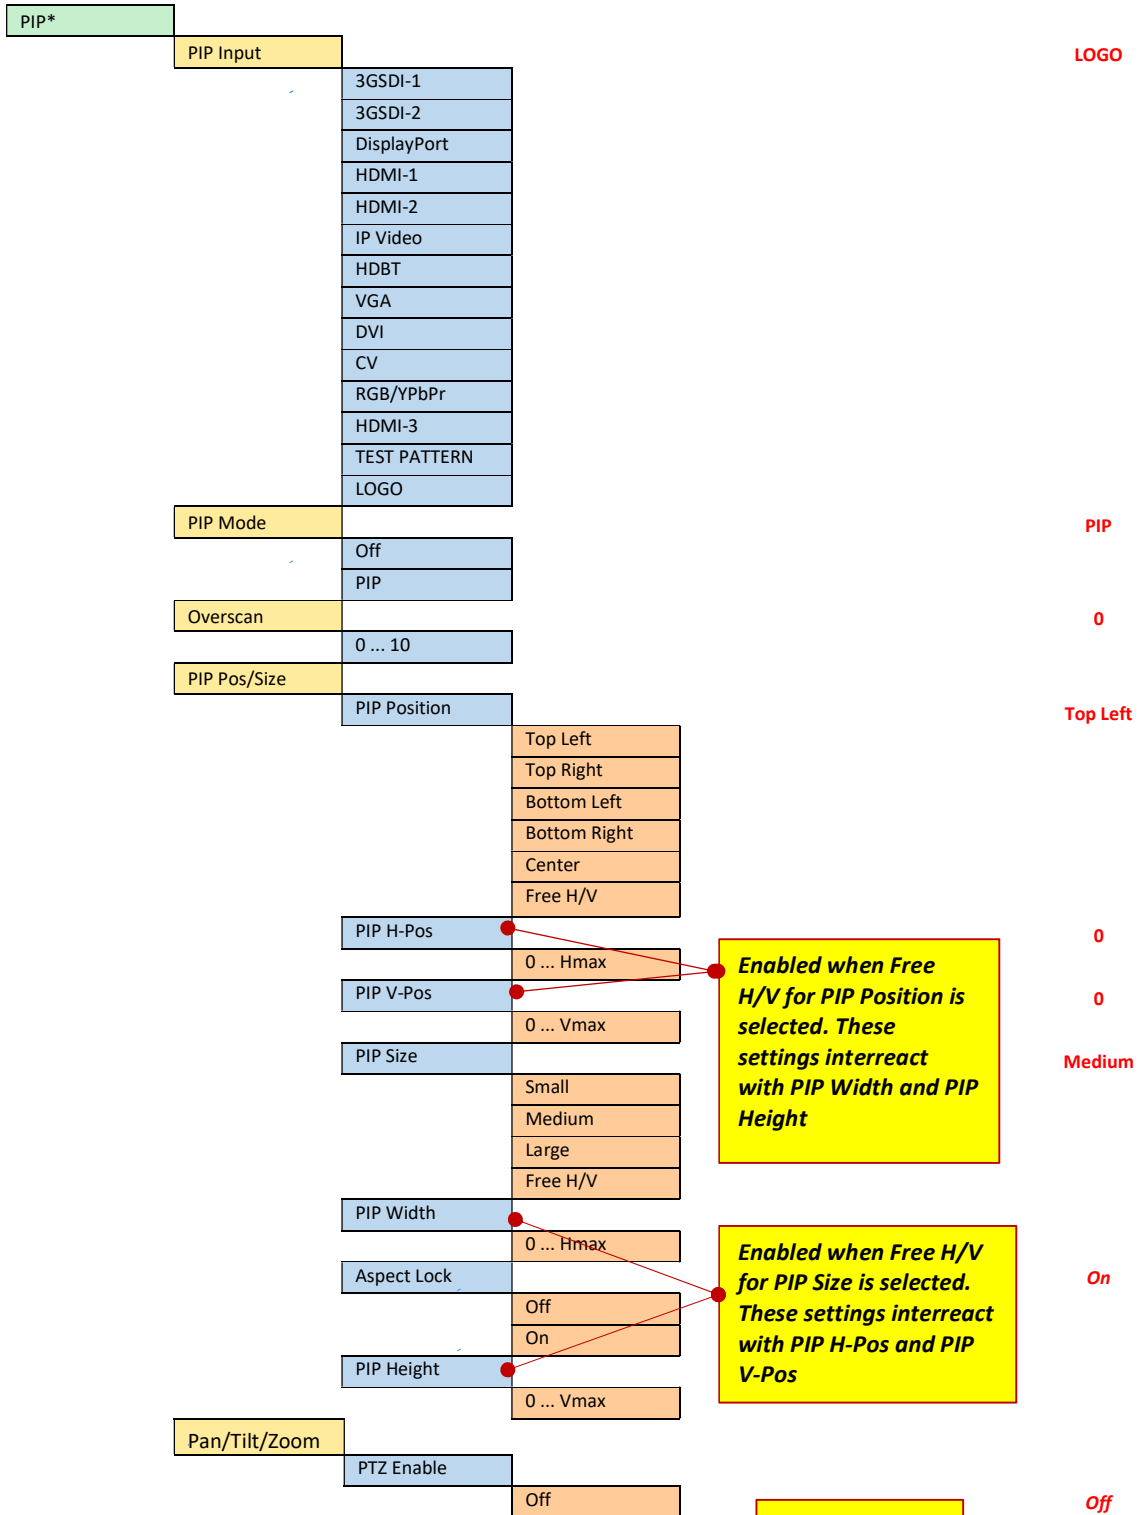 PIP*
PIP Input
LOGO
3GSDI-1
3GSDI-2
DisplayPort
HDMI-1
HDMI-2
IP Video
HDBT
VGA
DVI
CV
RGB/YPbPr
HDMI-3
TEST PATTERN
LOGO
PIP Mode
PIP
Off
PIP
Overscan
0
0 ... 10
PIP Pos/Size
PIP Position
Top Left
Top Left
Top Right
Bottom Left
Bottom Right
Center
Free H/V
PIP H-Pos
0
0 ... Hmax
PIP V-Pos
0
0 ... Vmax
Enabled when Free
H/V for PIP Position is
selected. These
settings interreact
with PIP Width and PIP
Height
PIP Size
Medium
Small
Medium
Large
Free H/V
PIP Width
0 ... Hmax
Aspect Lock
On
Off
On
PIP Height
0 ... Vmax
Enabled when Free H/V
for PIP Size is selected.
These settings interreact
with PIP H-Pos and PIP
V-Pos
Pan/Tilt/Zoom
PTZ Enable
Off
Off